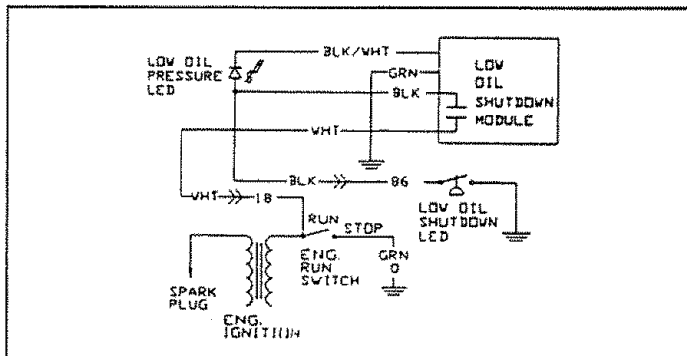 BLK/WHT
LOW OIL
PRESSURE
LED
GRN
BLK
WHT
LOW
OIL
SHUTDOWN
MODULE
BLK
86
WHT
18
LOW OIL
SHUTDOWN
LED
RUN
STOP
ENG.
RUN
SWITCH
GRN
0
SPARK
PLUG
ENG.